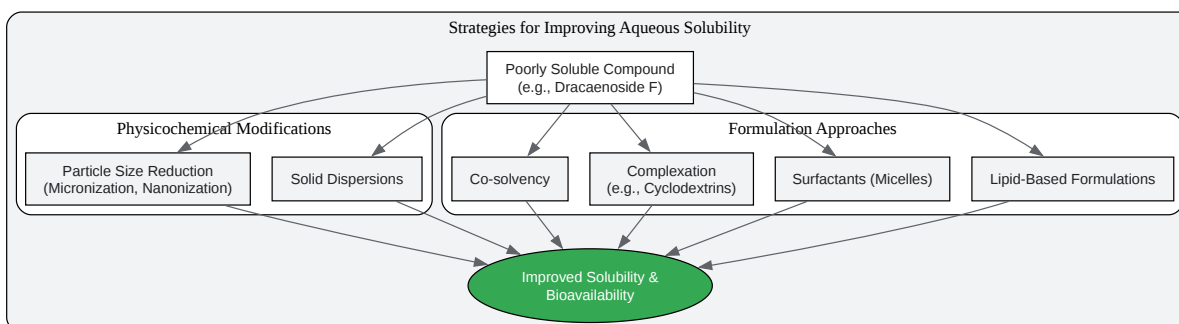 Strategies for Improving Aqueous Solubility
Poorly Soluble Compound
(e.g., Dracaenoside F)
Physicochemical Modifications
Formulation Approaches
Particle Size Reduction
(Micronization, Nanonization)
Solid Dispersions
Co-solvency
Complexation
(e.g., Cyclodextrins)
Surfactants (Micelles)
Lipid-Based Formulations
Improved Solubility &
Bioavailability